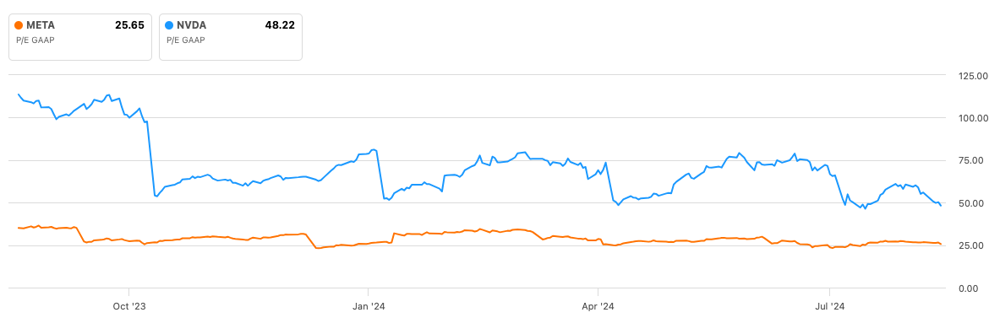 META 25.65
P/E GAAP
NVDA 48.22
P/E GAAP
125.00
100.00
75.00
50.00
25.00
0.00
Oct '23 Jan '24 Apr '24 Jul '24